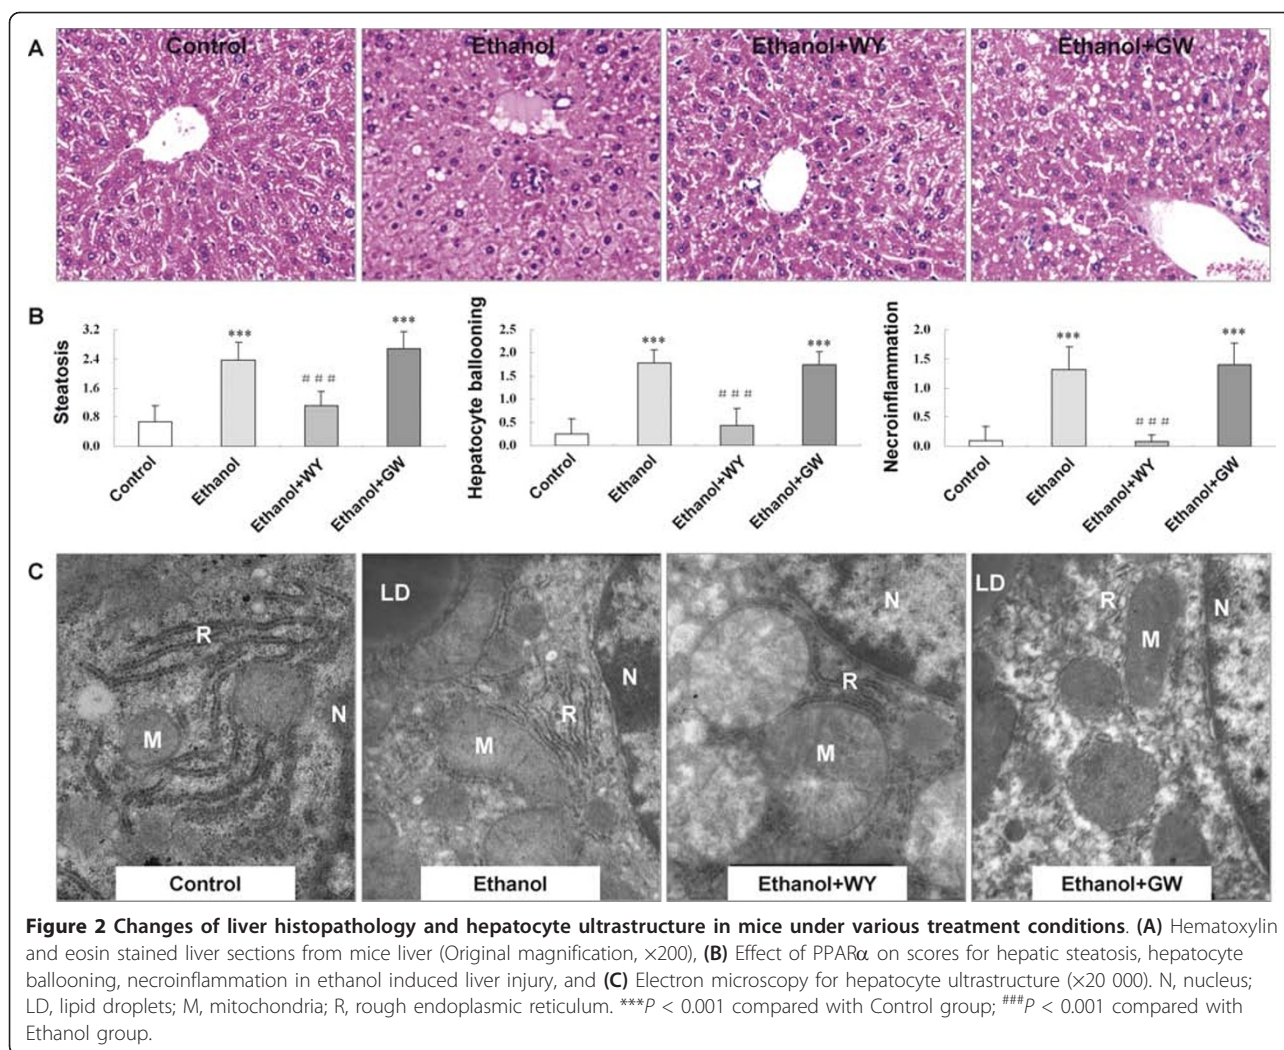 A
Control
Ethanol
Ethanol+WY
Ethanol+GW
B
Steatosis
3.2
2.4
1.6
0.8
0.0
***
# # #
***
Control
Ethanol
Ethanol+WY
Ethanol+GW
Hepatocyte ballooning
2.5
2.0
1.5
1.0
0.5
0.0
***
# # #
***
Control
Ethanol
Ethanol+WY
Ethanol+GW
Necroinflammation
2.0
1.5
1.0
0.5
0.0
***
# # #
***
Control
Ethanol
Ethanol+WY
Ethanol+GW
C
R
M
N
Control
LD
N
R
M
Ethanol
N
R
M
Ethanol+WY
LD
R
N
M
Ethanol+GW
Figure 2 Changes of liver histopathology and hepatocyte ultrastructure in mice under various treatment conditions. (A) Hematoxylin
and eosin stained liver sections from mice liver (Original magnification, ×200), (B) Effect of PPARα on scores for hepatic steatosis, hepatocyte
ballooning, necroinflammation in ethanol induced liver injury, and (C) Electron microscopy for hepatocyte ultrastructure (×20 000). N, nucleus;
LD, lipid droplets; M, mitochondria; R, rough endoplasmic reticulum. ***P < 0.001 compared with Control group; ###P < 0.001 compared with
Ethanol group.